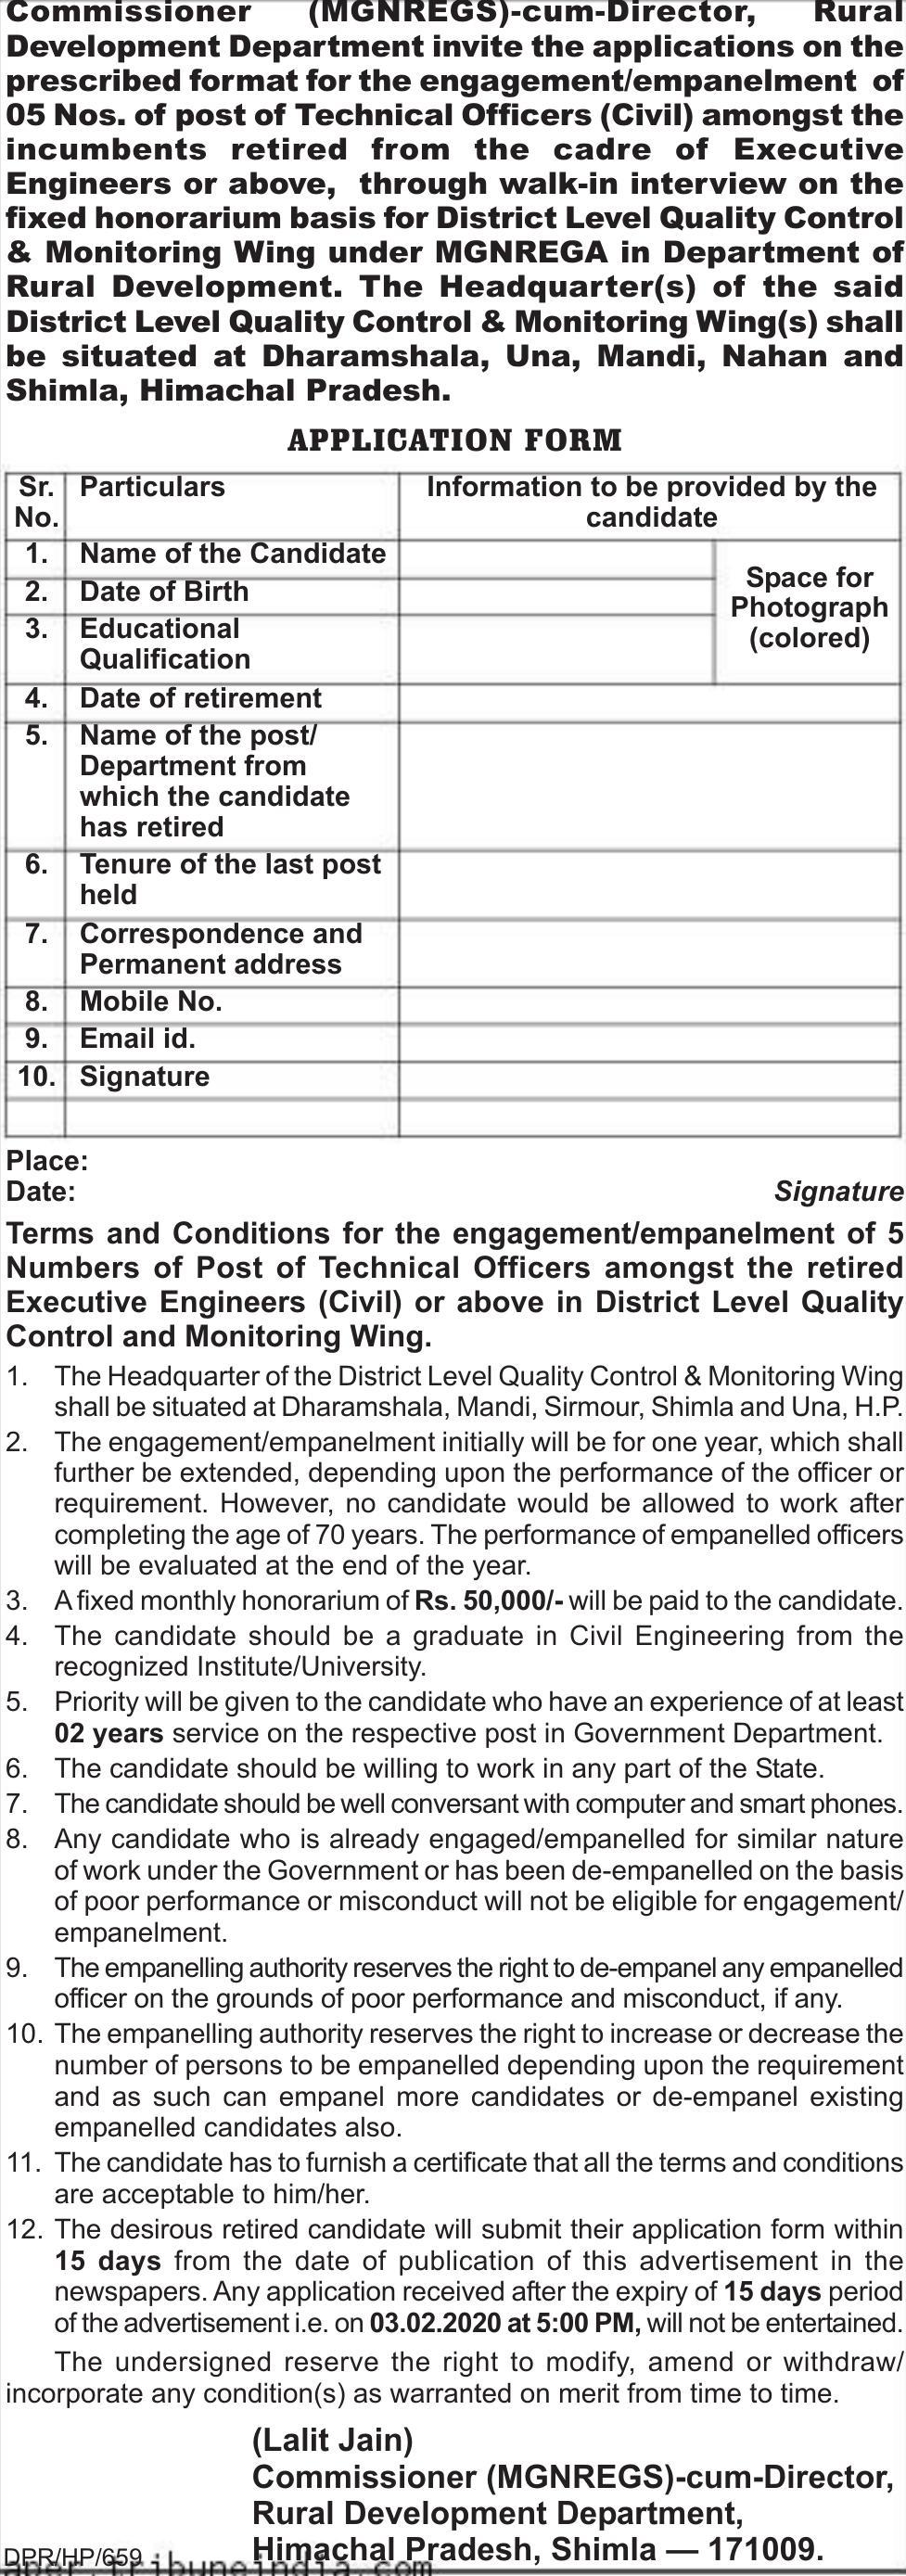 Commissioner (MGNREGS)-cum-Director, Rural
Development Department invite the applications on the
prescribed format for the engagement/empanelment of
05 Nos. of post of Technical Officers (Civil) amongst the
incumbents retired from the cadre of Executive
Engineers or above, through walk-in interview on the
fixed honorarium basis for District Level Quality Control
& Monitoring Wing under MGNREGA in Department of
Rural Development. The Headquarter(s) of the said
District Level Quality Control & Monitoring Wing(s) shall
be situated at Dharamshala, Una, Mandi, Nahan and
Shimla, Himachal Pradesh.
APPLICATION FORM
Sr. No. Particulars Information to be provided by the candidate
1. Name of the Candidate
Space for
Photograph
(colored)
2. Date of Birth
3. Educational
Qualification
4. Date of retirement
5. Name of the post/
Department from
which the candidate
has retired
6. Tenure of the last post
held
7. Correspondence and
Permanent address
8. Mobile No.
9. Email id.
10. Signature
Place:
Date: Signature
Terms and Conditions for the engagement/empanelment of 5
Numbers of Post of Technical Officers amongst the retired
Executive Engineers (Civil) or above in District Level Quality
Control and Monitoring Wing.
1. The Headquarter of the District Level Quality Control & Monitoring Wing
shall be situated at Dharamshala, Mandi, Sirmour, Shimla and Una, H.P.
2. The engagement/empanelment initially will be for one year, which shall
further be extended, depending upon the performance of the officer or
requirement. However, no candidate would be allowed to work after
completing the age of 70 years. The performance of empanelled officers
will be evaluated at the end of the year.
3. A fixed monthly honorarium of Rs. 50,000/- will be paid to the candidate.
4. The candidate should be a graduate in Civil Engineering from the
recognized Institute/University.
5. Priority will be given to the candidate who have an experience of at least
02 years service on the respective post in Government Department.
6. The candidate should be willing to work in any part of the State.
7. The candidate should be well conversant with computer and smart phones.
8. Any candidate who is already engaged/empanelled for similar nature
of work under the Government or has been de-empanelled on the basis
of poor performance or misconduct will not be eligible for engagement/
empanelment.
9. The empanelling authority reserves the right to de-empanel any empanelled
officer on the grounds of poor performance and misconduct, if any.
10. The empanelling authority reserves the right to increase or decrease the
number of persons to be empanelled depending upon the requirement
and as such can empanel more candidates or de-empanel existing
empanelled candidates also.
11. The candidate has to furnish a certificate that all the terms and conditions
are acceptable to him/her.
12. The desirous retired candidate will submit their application form within
15 days from the date of publication of this advertisement in the
newspapers. Any application received after the expiry of 15 days period
of the advertisement i.e. on 03.02.2020 at 5:00 PM, will not be entertained.
The undersigned reserve the right to modify, amend or withdraw/
incorporate any condition(s) as warranted on merit from time to time.
(Lalit Jain)
Commissioner (MGNREGS)-cum-Director,
Rural Development Department,
Himachal Pradesh, Shimla — 171009.
DPR/HP/659
aper.tribuneindia.com